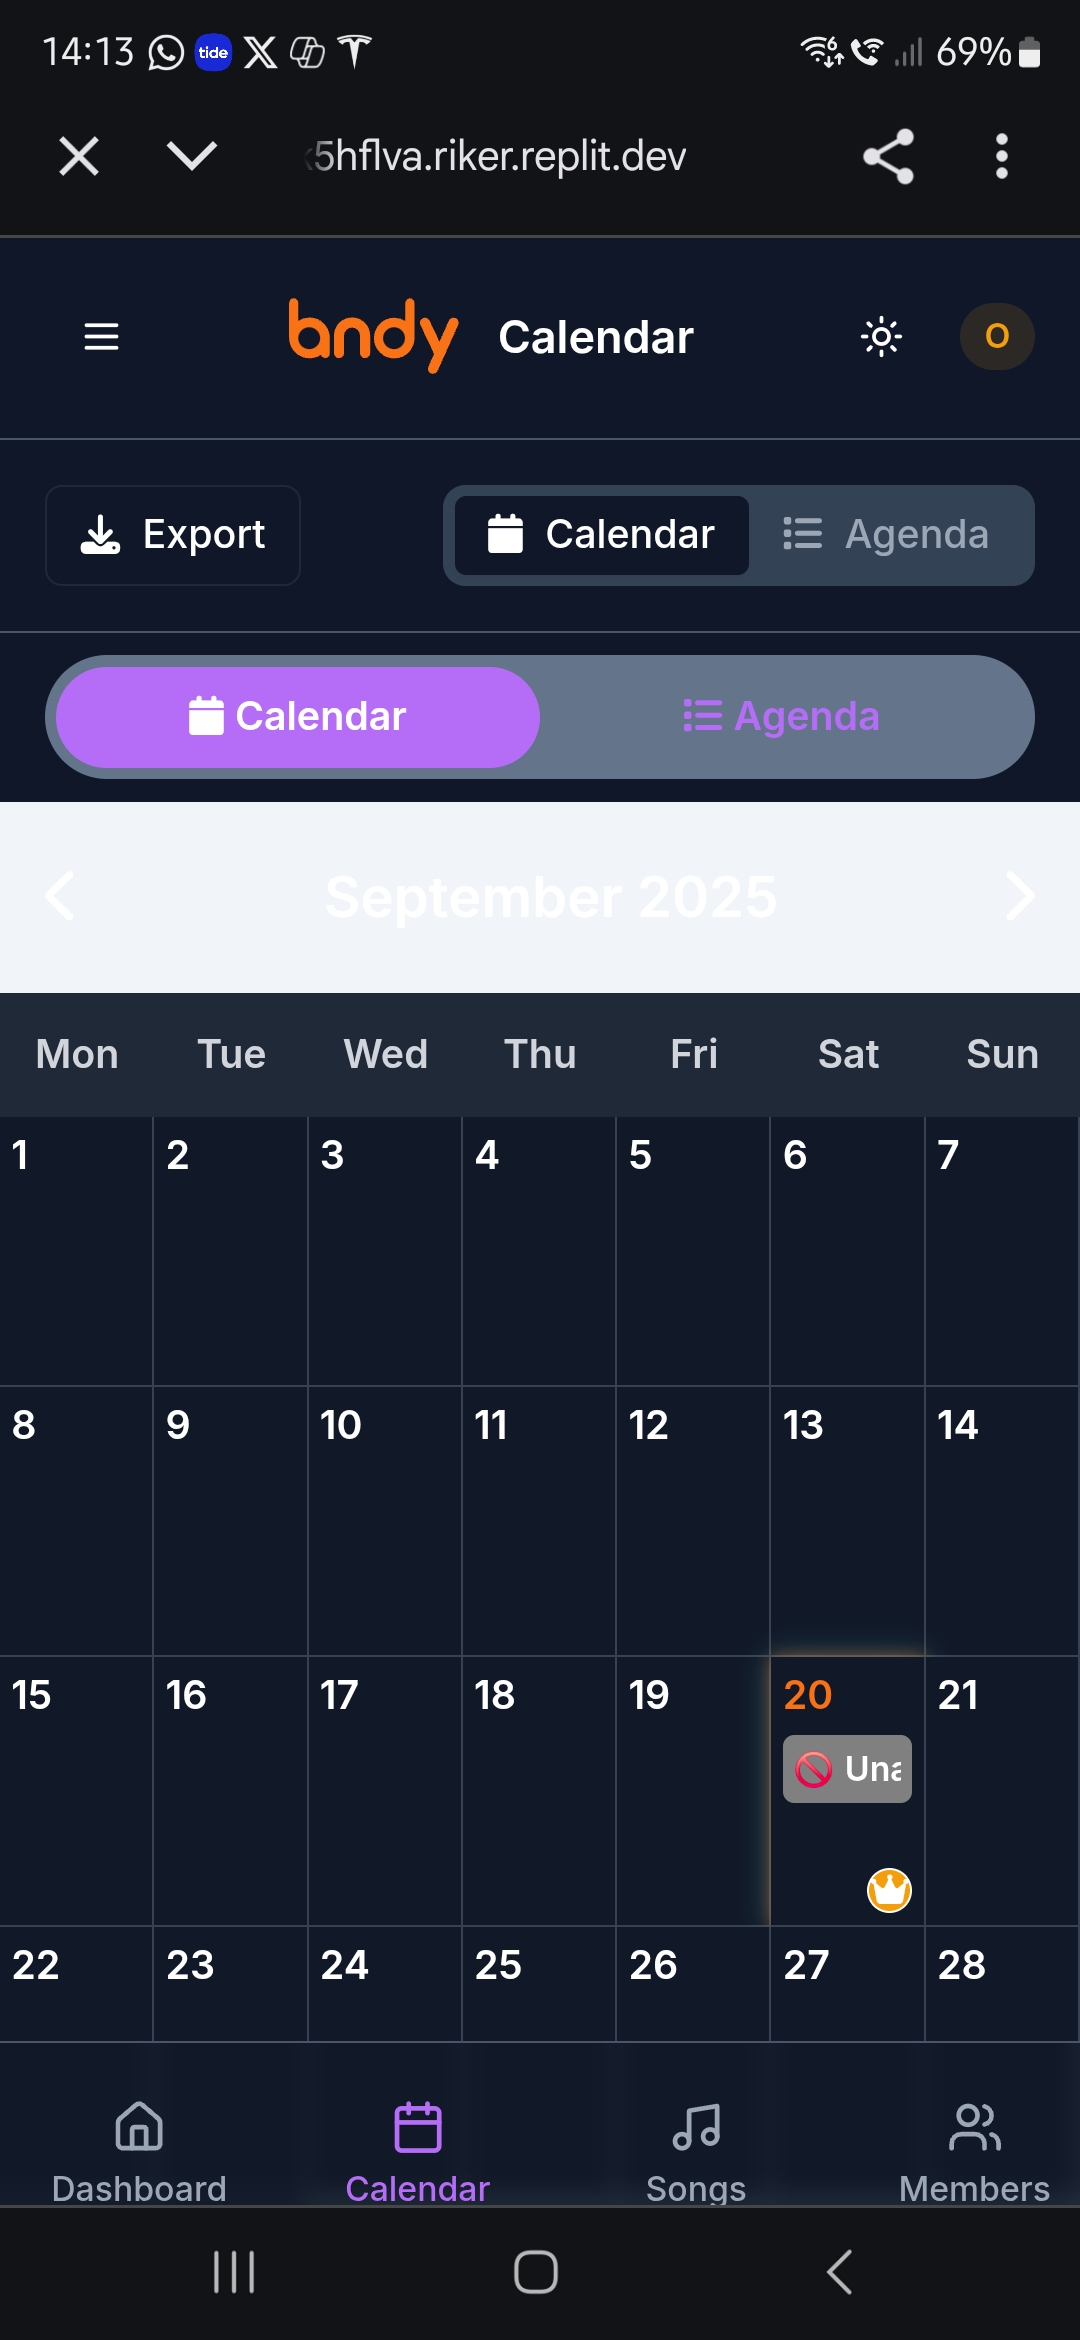 14:13 tide 6 69%
5hflva.riker.replit.dev
bndy Calendar O
Export Calendar Agenda
Calendar Agenda
September 2025
Mon Tue Wed Thu Fri Sat Sun
1 2 3 4 5 6 7
8 9 10 11 12 13 14
15 16 17 18 19 20 21
🚫 Una
22 23 24 25 26 27 28
Dashboard Calendar Songs Members